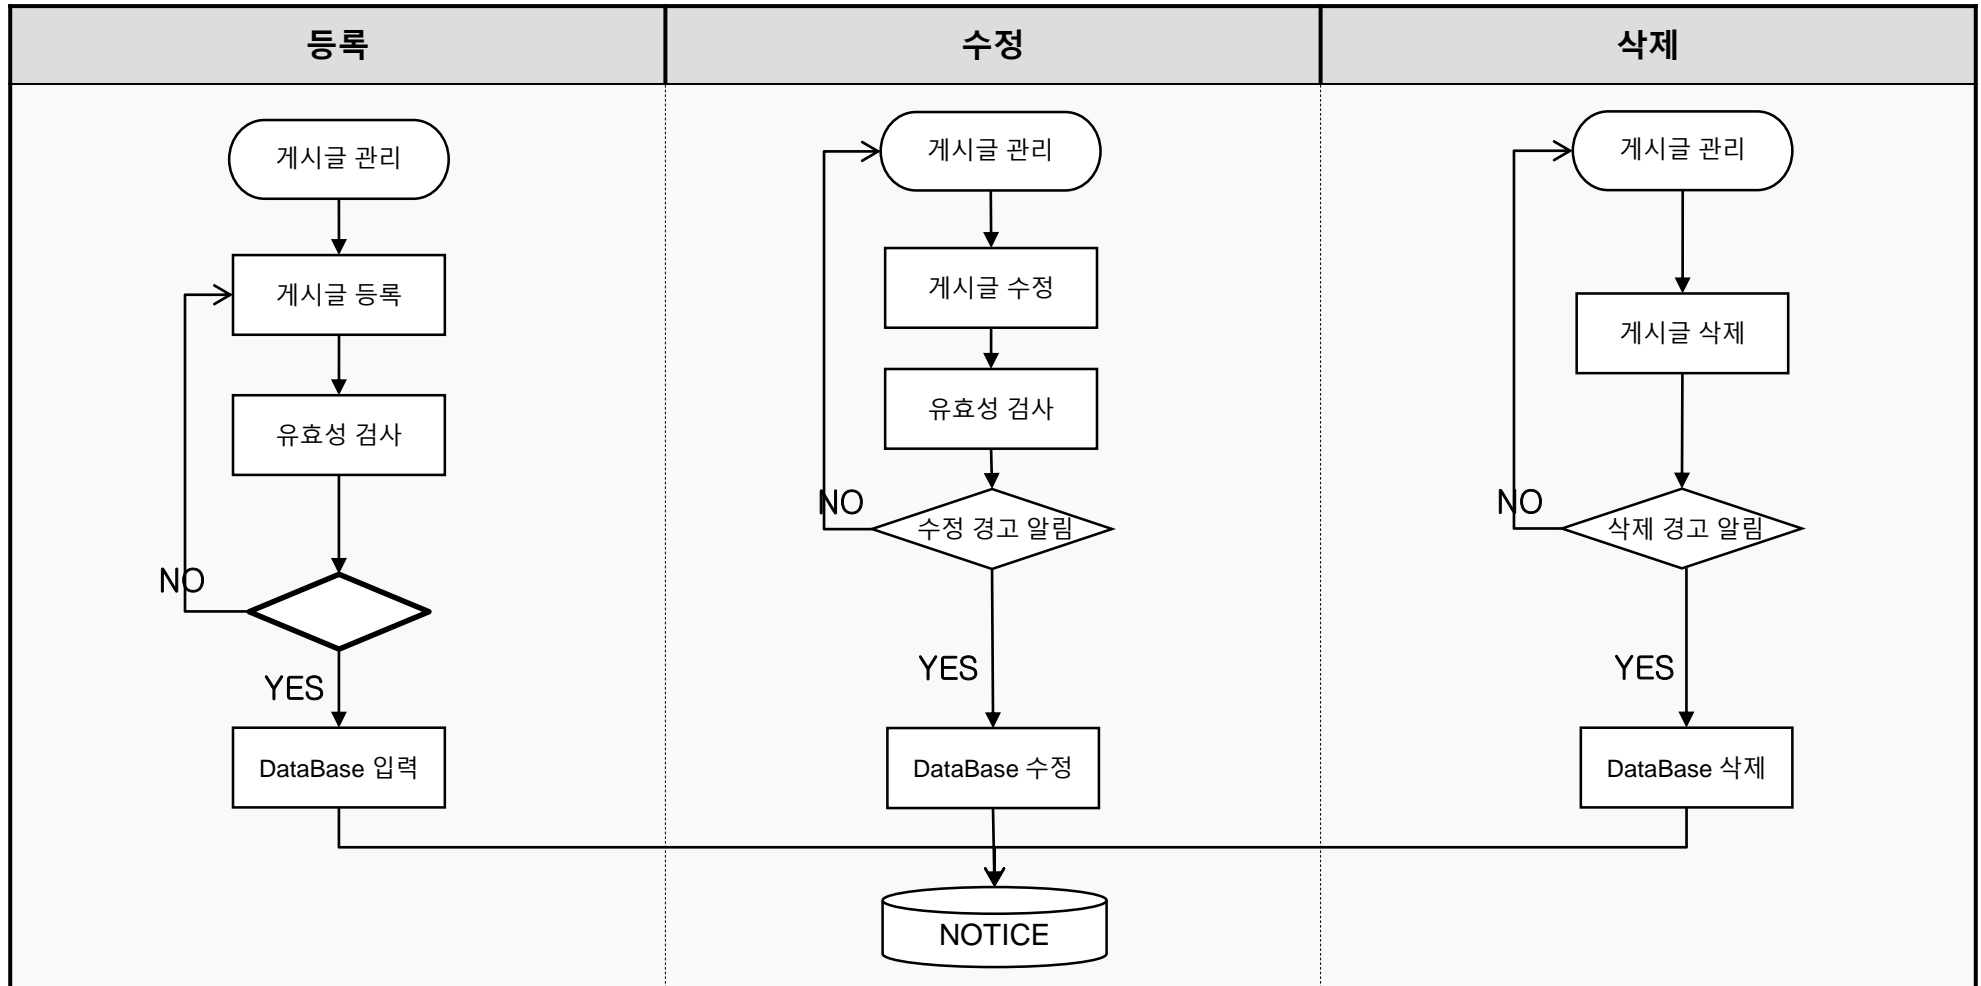 등록
수정
삭제
게시글 관리
게시글 등록
유효성 검사
NO
YES
DataBase 입력
게시글 관리
게시글 수정
유효성 검사
NO
수정 경고 알림
YES
DataBase 수정
게시글 관리
게시글 삭제
NO
삭제 경고 알림
YES
DataBase 삭제
NOTICE